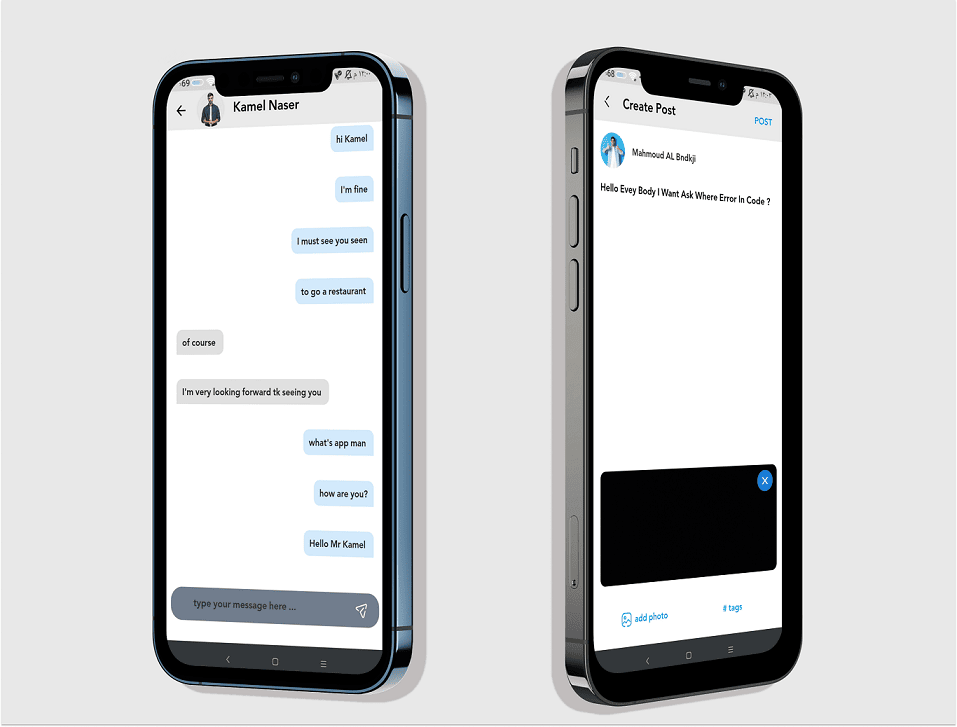 69
م ١٢:٠٠
Kamel Naser
hi Kamel
I'm fine
I must see you seen
to go a restaurant
of course
I'm very looking forward tk seeing you
what's app man
how are you?
Hello Mr Kamel
type your message here ...
68
Create Post
POST
Mahmoud AL Bndkji
Hello Evey Body I Want Ask Where Error In Code ?
X
add photo
# tags